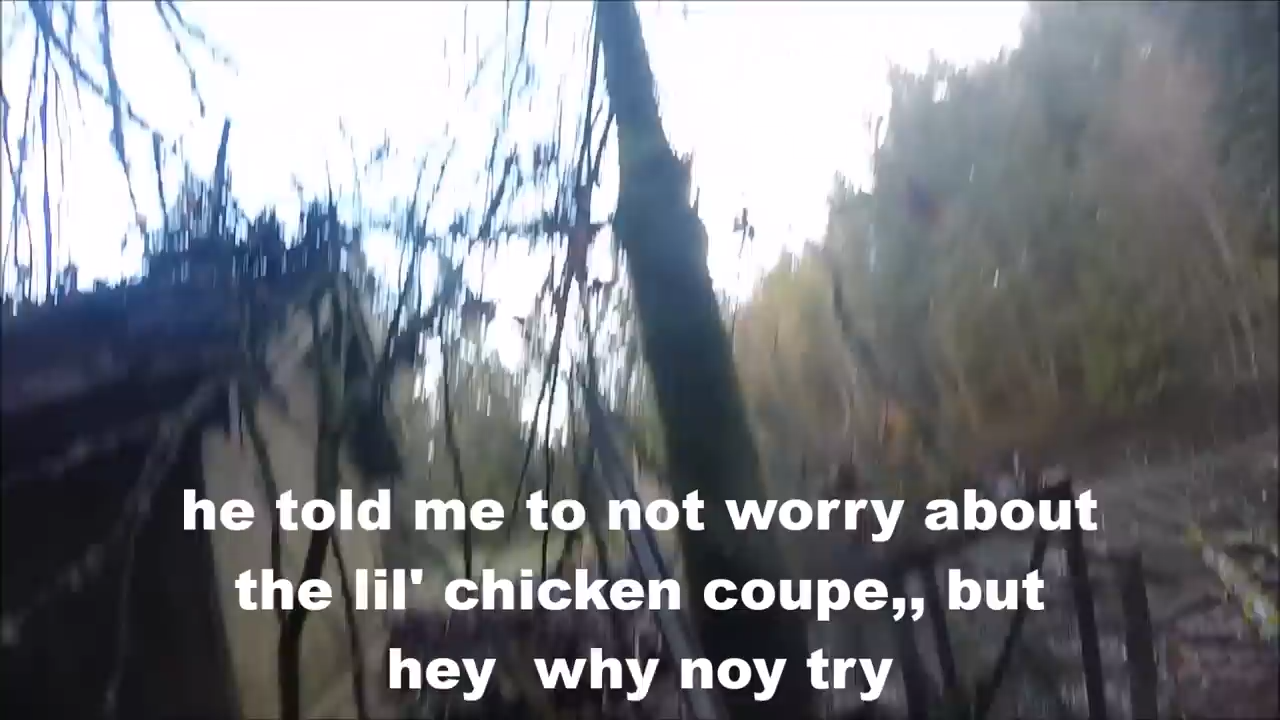 he told me to not worry about
the lil' chicken coupe,, but
hey  why noy try